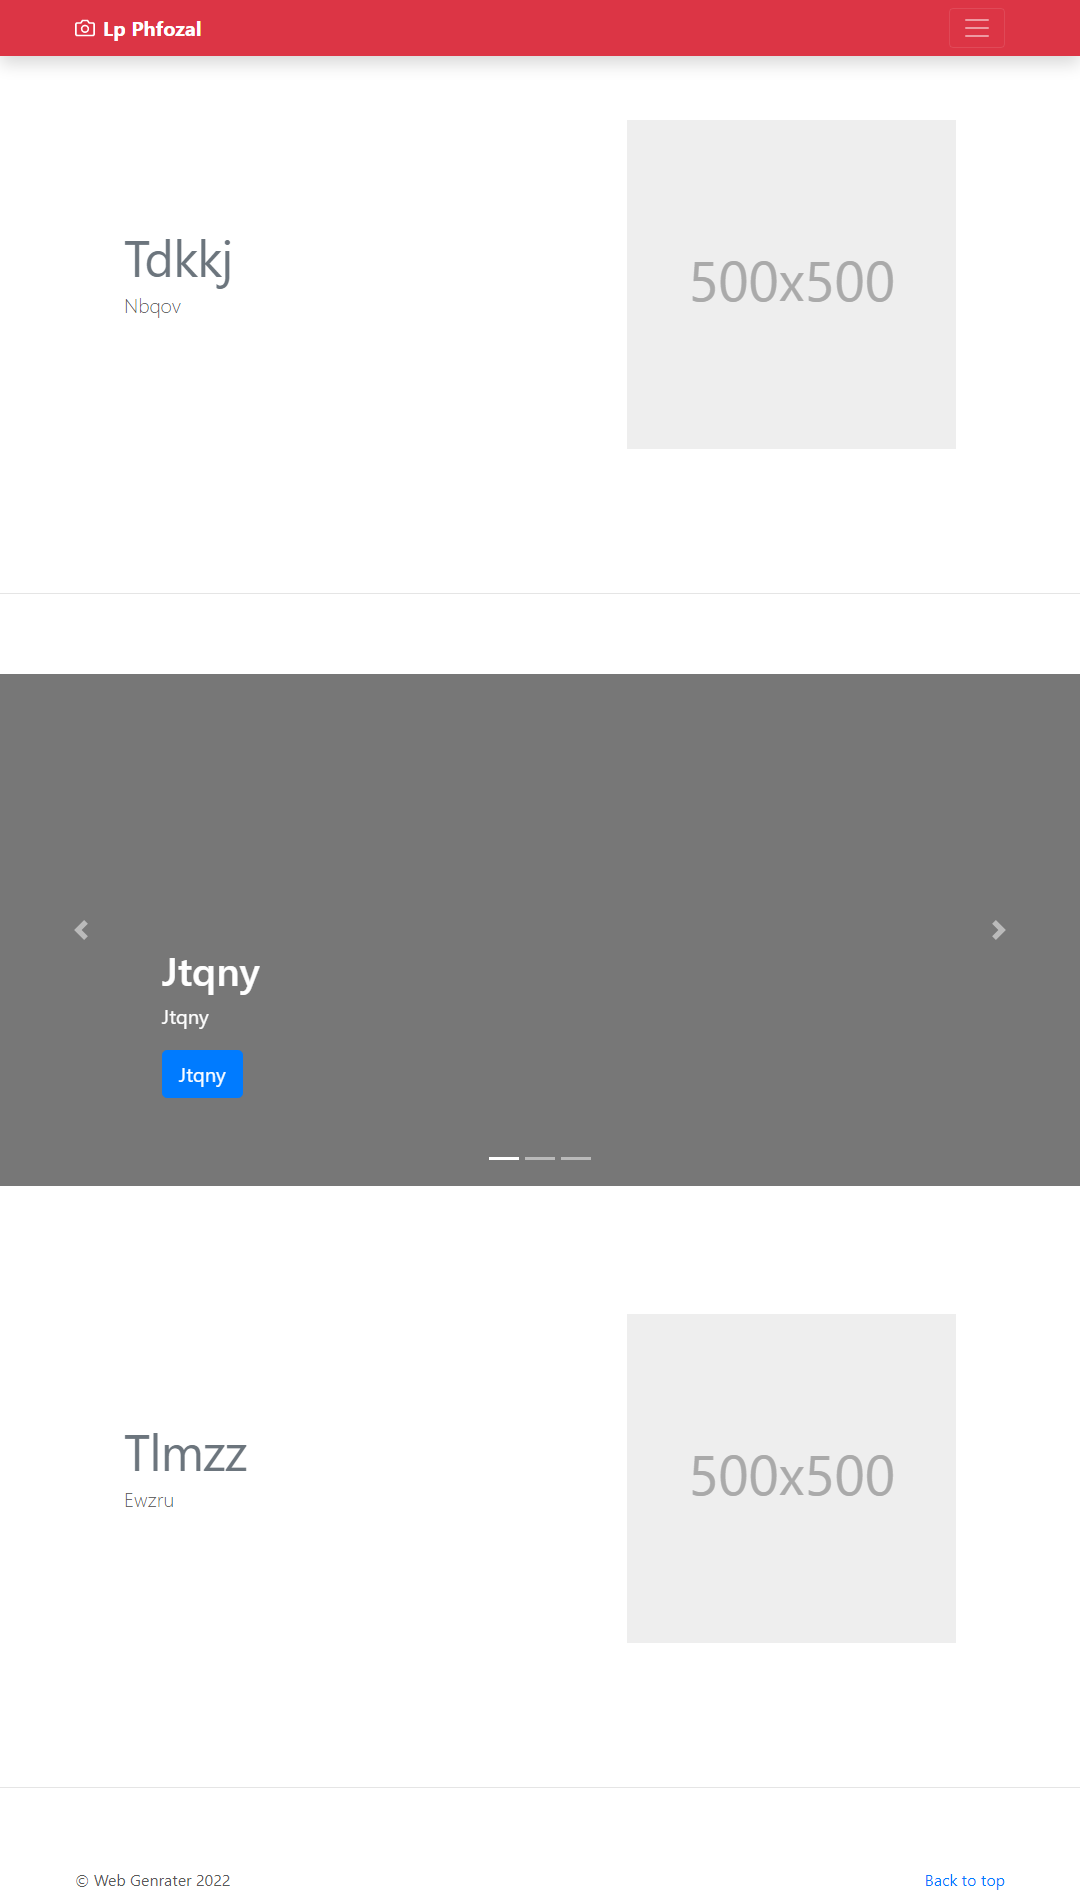 Lp Phfozal
Tdkkj
Nbqov
500x500
Jtqny
Jtqny
Jtqny
Tlmzz
Ewzru
500x500
© Web Genrater 2022
Back to top